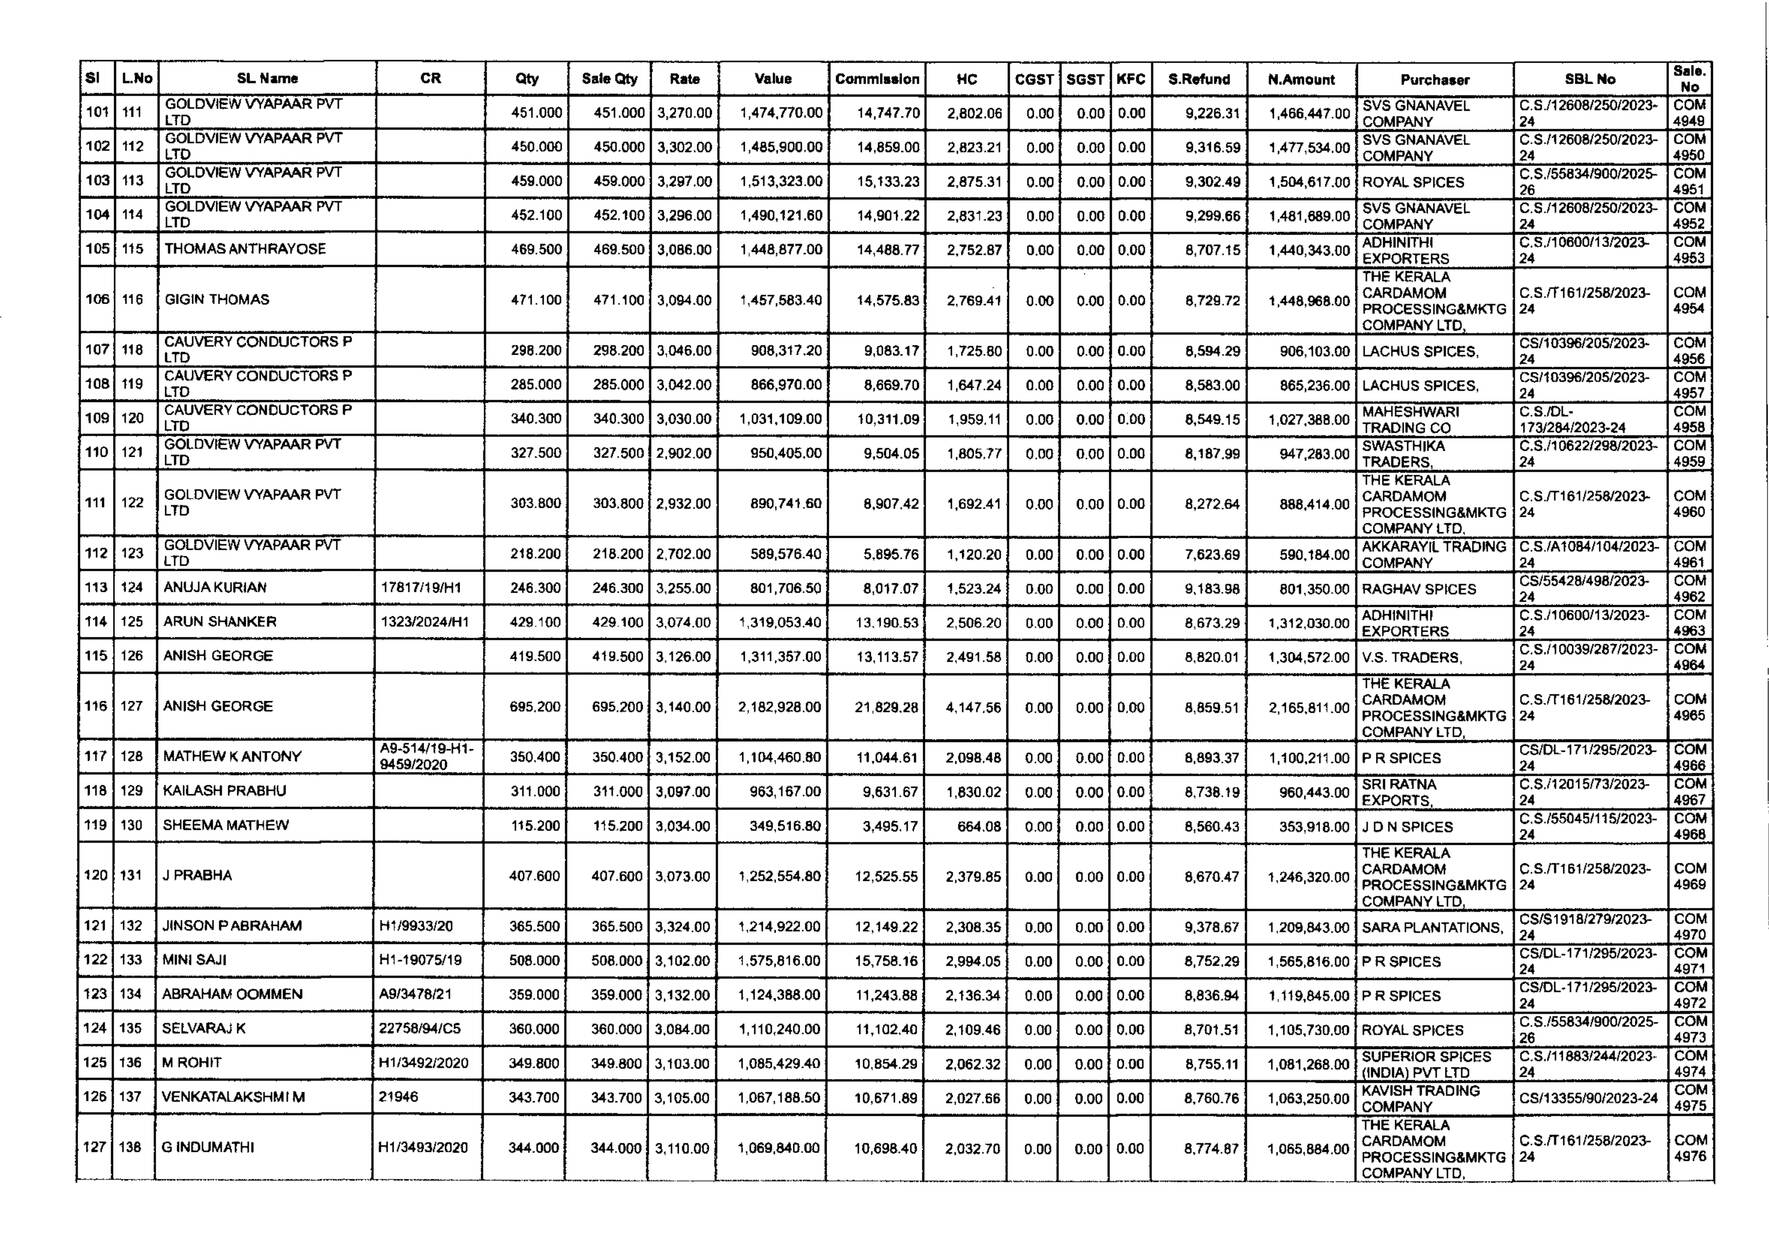 Sl L.No SL Name CR Qty Sale Qty Rate Value Commission HC CGST SGST KFC S.Refund N.Amount Purchaser SBL No Sale. No
101 111 GOLDVIEW VYAPAAR PVT LTD 451.000 451.000 3,270.00 1,474,770.00 14,747.70 2,802.06 0.00 0.00 0.00 9,226.31 1,466,447.00 SVS GNANAVEL COMPANY C.S./12608/250/2023-24 COM 4949
102 112 GOLDVIEW VYAPAAR PVT LTD 450.000 450.000 3,302.00 1,485,900.00 14,859.00 2,823.21 0.00 0.00 0.00 9,316.59 1,477,534.00 SVS GNANAVEL COMPANY C.S./12608/250/2023-24 COM 4950
103 113 GOLDVIEW VYAPAAR PVT LTD 459.000 459.000 3,297.00 1,513,323.00 15,133.23 2,875.31 0.00 0.00 0.00 9,302.49 1,504,617.00 ROYAL SPICES C.S./55834/900/2025-26 COM 4951
104 114 GOLDVIEW VYAPAAR PVT LTD 452.100 452.100 3,296.00 1,490,121.60 14,901.22 2,831.23 0.00 0.00 0.00 9,299.66 1,481,689.00 SVS GNANAVEL COMPANY C.S./12608/250/2023-24 COM 4952
105 115 THOMAS ANTHRAYOSE 469.500 469.500 3,086.00 1,448,877.00 14,488.77 2,752.87 0.00 0.00 0.00 8,707.15 1,440,343.00 ADHINITHI EXPORTERS C.S./10600/13/2023-24 COM 4953
106 116 GIGIN THOMAS 471.100 471.100 3,094.00 1,457,583.40 14,575.83 2,769.41 0.00 0.00 0.00 8,729.72 1,448,968.00 THE KERALA CARDAMOM PROCESSING&MKTG COMPANY LTD, C.S./T161/258/2023-24 COM 4954
107 118 CAUVERY CONDUCTORS P LTD 298.200 298.200 3,046.00 908,317.20 9,083.17 1,725.80 0.00 0.00 0.00 8,594.29 906,103.00 LACHUS SPICES, CS/10396/205/2023-24 COM 4956
108 119 CAUVERY CONDUCTORS P LTD 285.000 285.000 3,042.00 866,970.00 8,669.70 1,647.24 0.00 0.00 0.00 8,583.00 865,236.00 LACHUS SPICES, CS/10396/205/2023-24 COM 4957
109 120 CAUVERY CONDUCTORS P LTD 340.300 340.300 3,030.00 1,031,109.00 10,311.09 1,959.11 0.00 0.00 0.00 8,549.15 1,027,388.00 MAHESHWARI TRADING CO C.S./DL-173/284/2023-24 COM 4958
110 121 GOLDVIEW VYAPAAR PVT LTD 327.500 327.500 2,902.00 950,405.00 9,504.05 1,805.77 0.00 0.00 0.00 8,187.99 947,283.00 SWASTHIKA TRADERS, C.S./10622/298/2023-24 COM 4959
111 122 GOLDVIEW VYAPAAR PVT LTD 303.800 303.800 2,932.00 890,741.60 8,907.42 1,692.41 0.00 0.00 0.00 8,272.64 888,414.00 THE KERALA CARDAMOM PROCESSING&MKTG COMPANY LTD, C.S./T161/258/2023-24 COM 4960
112 123 GOLDVIEW VYAPAAR PVT LTD 218.200 218.200 2,702.00 589,576.40 5,895.76 1,120.20 0.00 0.00 0.00 7,623.69 590,184.00 AKKARAYIL TRADING COMPANY C.S./A1084/104/2023-24 COM 4961
113 124 ANUJA KURIAN 17817/19/H1 246.300 246.300 3,255.00 801,706.50 8,017.07 1,523.24 0.00 0.00 0.00 9,183.98 801,350.00 RAGHAV SPICES CS/55428/498/2023-24 COM 4962
114 125 ARUN SHANKER 1323/2024/H1 429.100 429.100 3,074.00 1,319,053.40 13.190.53 2,506.20 0.00 0.00 0.00 8,673.29 1,312,030.00 ADHINITHI EXPORTERS C.S./10600/13/2023-24 COM 4963
115 126 ANISH GEORGE 419.500 419.500 3,126.00 1,311,357.00 13,113.57 2,491.58 0.00 0.00 0.00 8,820.01 1,304,572.00 V.S. TRADERS, C.S./10039/287/2023-24 COM 4964
116 127 ANISH GEORGE 695.200 695.200 3,140.00 2,182,928.00 21,829.28 4,147.56 0.00 0.00 0.00 8,859.51 2,165,811.00 THE KERALA CARDAMOM PROCESSING&MKTG COMPANY LTD, C.S./T161/258/2023-24 COM 4965
117 128 MATHEW K ANTONY A9-514/19-H1-9459/2020 350.400 350.400 3,152.00 1,104,460.80 11,044.61 2,098.48 0.00 0.00 0.00 8,893.37 1,100,211.00 P R SPICES CS/DL-171/295/2023-24 COM 4966
118 129 KAILASH PRABHU 311.000 311.000 3,097.00 963,167.00 9,631.67 1,830.02 0.00 0.00 0.00 8,738.19 960,443.00 SRI RATNA EXPORTS, C.S./12015/73/2023-24 COM 4967
119 130 SHEEMA MATHEW 115.200 115.200 3,034.00 349,516.80 3,495.17 664.08 0.00 0.00 0.00 8,560.43 353,918.00 J D N SPICES C.S./55045/115/2023-24 COM 4968
120 131 J PRABHA 407.600 407.600 3,073.00 1,252,554.80 12,525.55 2,379.85 0.00 0.00 0.00 8,670.47 1,246,320.00 THE KERALA CARDAMOM PROCESSING&MKTG COMPANY LTD, C.S./T161/258/2023-24 COM 4969
121 132 JINSON P ABRAHAM H1/9933/20 365.500 365.500 3,324.00 1,214,922.00 12,149.22 2,308.35 0.00 0.00 0.00 9,378.67 1,209,843.00 SARA PLANTATIONS, CS/S1918/279/2023-24 COM 4970
122 133 MINI SAJI H1-19075/19 508.000 508.000 3,102.00 1,575,816.00 15,758.16 2,994.05 0.00 0.00 0.00 8,752.29 1,565,816.00 P R SPICES CS/DL-171/295/2023-24 COM 4971
123 134 ABRAHAM OOMMEN A9/3478/21 359.000 359.000 3,132.00 1,124,388.00 11,243.88 2,136.34 0.00 0.00 0.00 8,836.94 1,119,845.00 P R SPICES CS/DL-171/295/2023-24 COM 4972
124 135 SELVARAJ K 22758/94/C5 360.000 360.000 3,084.00 1,110,240.00 11,102.40 2,109.46 0.00 0.00 0.00 8,701.51 1,105,730.00 ROYAL SPICES C.S./55834/900/2025-26 COM 4973
125 136 M ROHIT H1/3492/2020 349.800 349.800 3,103.00 1,085,429.40 10,854.29 2,062.32 0.00 0.00 0.00 8,755.11 1,081,268.00 SUPERIOR SPICES (INDIA) PVT LTD C.S./11883/244/2023-24 COM 4974
126 137 VENKATALAKSHMI M 21946 343.700 343.700 3,105.00 1,067,188.50 10,671.89 2,027.66 0.00 0.00 0.00 8,760.76 1,063,250.00 KAVISH TRADING COMPANY CS/13355/90/2023-24 COM 4975
127 138 G INDUMATHI H1/3493/2020 344.000 344.000 3,110.00 1,069,840.00 10,698.40 2,032.70 0.00 0.00 0.00 8,774.87 1,065,884.00 THE KERALA CARDAMOM PROCESSING&MKTG COMPANY LTD, C.S./T161/258/2023-24 COM 4976